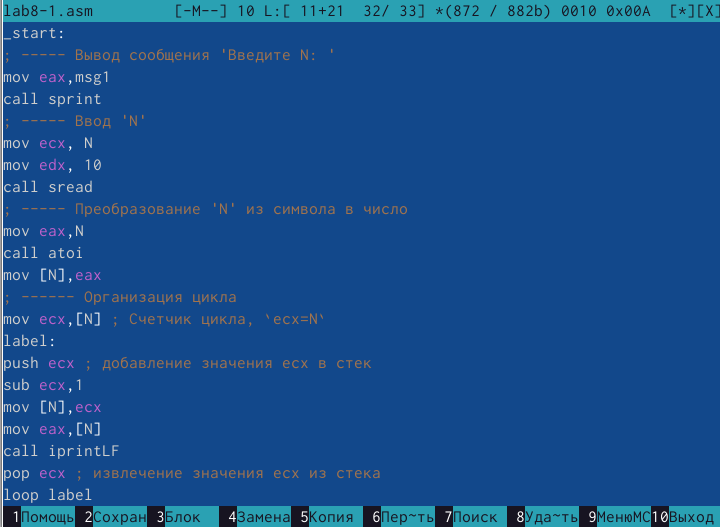 lab8-1.asm [-M--] 10 L:[ 11+21 32/ 33] *(872 / 882b) 0010 0x00A [*][X]
_start:
; ----- Вывод сообщения 'Введите N: '
mov eax,msg1
call sprint
; ----- Ввод 'N'
mov ecx, N
mov edx, 10
call sread
; ----- Преобразование 'N' из символа в число
mov eax,N
call atoi
mov [N],eax
; ------ Организация цикла
mov ecx,[N] ; Счетчик цикла, `ecx=N`
label:
push ecx ; добавление значения ecx в стек
sub ecx,1
mov [N],ecx
mov eax,[N]
call iprintLF
pop ecx ; извлечение значения ecx из стека
loop label
1Помощь 2Сохран 3Блок 4Замена 5Копия 6Пер~ть 7Поиск 8Уда~ть 9МенюMC 10Выход